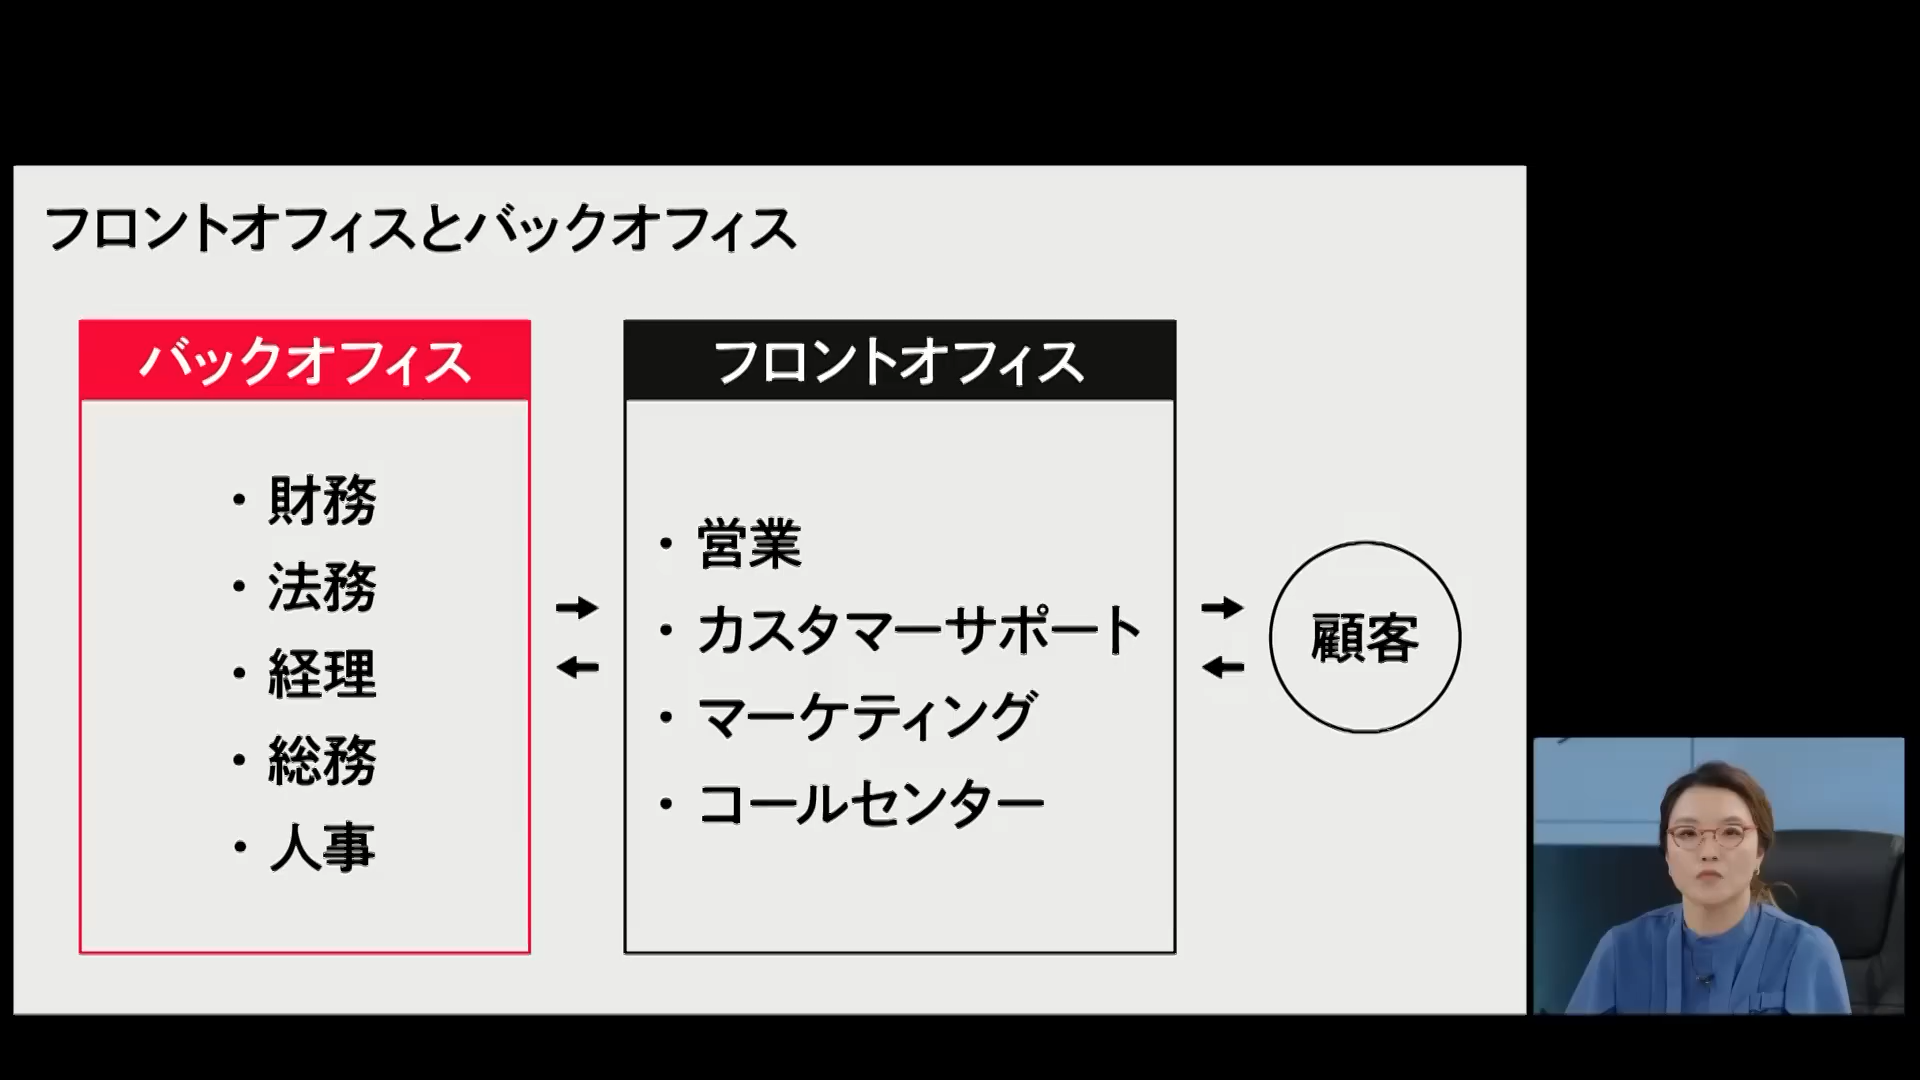 フロントオフィスとバックオフィス
バックオフィス
・財務
・法務
・経理
・総務
・人事
フロントオフィス
・営業
・カスタマーサポート
・マーケティング
・コールセンター
顧客